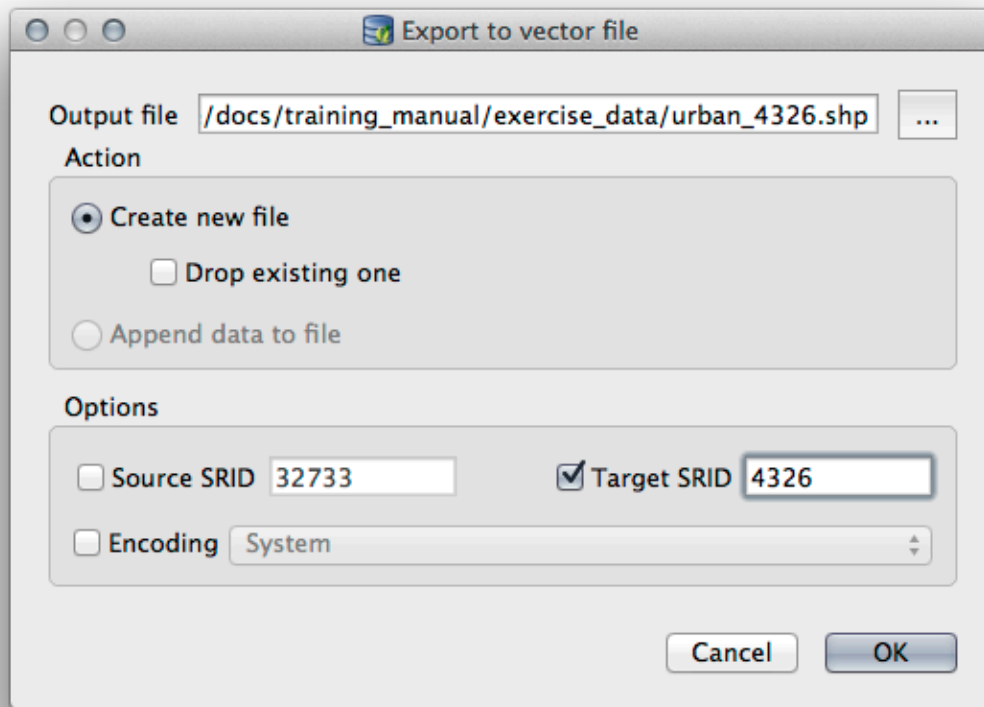 Export to vector file
Output file /docs/training_manual/exercise_data/urban_4326.shp ...
Action
Create new file
Drop existing one
Append data to file
Options
Source SRID 32733 Target SRID 4326
Encoding System
Cancel OK